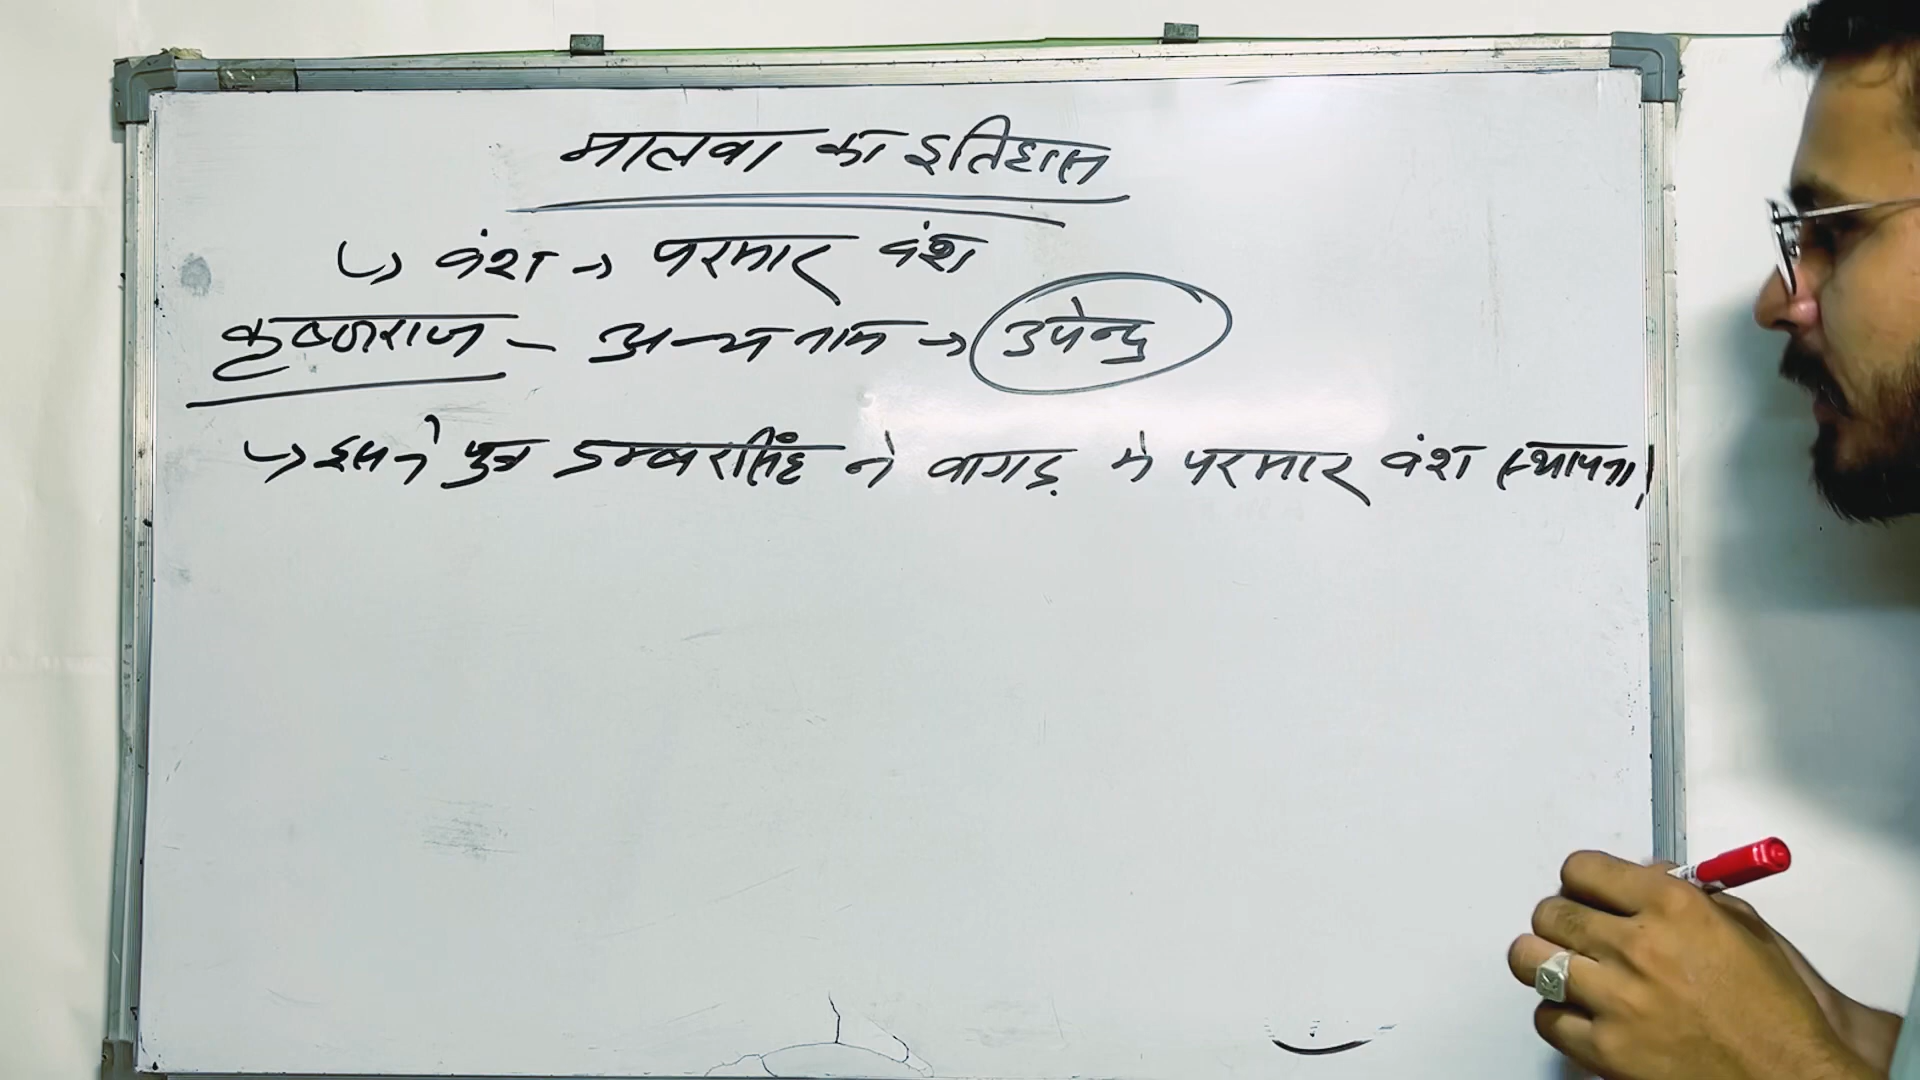 मालवा का इतिहास
↳ वंश → परमार वंश
कृष्णराज - अन्य नाम → उपेन्द्र
↳ इसके पुत्र डम्बरसिंह ने वागड़ में परमार वंश स्थापना।